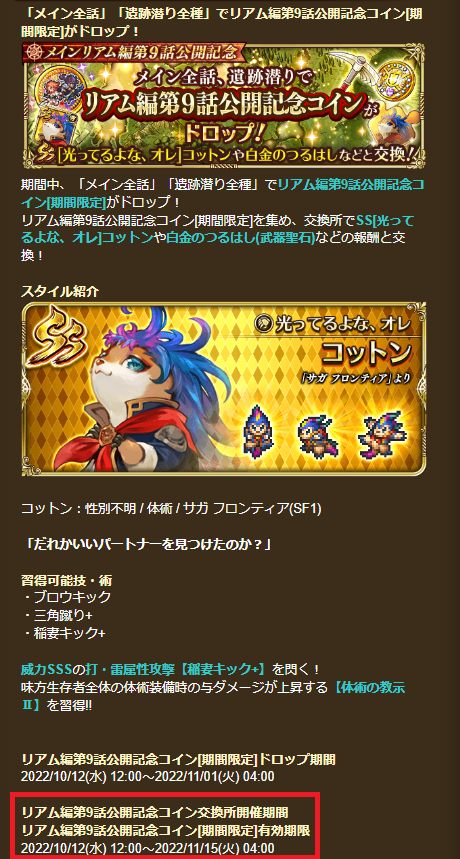 「メイン全話」「遺跡潜り全種」でリアム編第9話公開記念コイン[期
間限定]がドロップ！
メインリアム編第9話公開記念
メイン全話、遺跡潜りで
リアム編第9話公開記念コインが
ドロップ！
[光ってるよな、オレ]コットンや白金のつるはしなどと交換！
期間中、「メイン全話」「遺跡潜り全種」でリアム編第9話公開記念コ
イン[期間限定]がドロップ！
リアム編第9話公開記念コイン[期間限定]を集め、交換所でSS[光って
るよな、オレ]コットンや白金のつるはし(武器聖石)などの報酬と交
換！
スタイル紹介
SS
光ってるよな、オレ
コットン
「サガ フロンティア」より
コットン：性別不明 / 体術 / サガ フロンティア(SF1)
「だれかいいパートナーを見つけたのか？」
習得可能技・術
・ブロウキック
・三角蹴り+
・稲妻キック+
威力SSSの打・雷属性攻撃【稲妻キック+】を閃く！
味方生存者全体の体術装備時の与ダメージが上昇する【体術の教示
Ⅱ】を習得!!
リアム編第9話公開記念コイン[期間限定]ドロップ期間
2022/10/12(水) 12:00～2022/11/01(火) 04:00
リアム編第9話公開記念コイン交換所開催期間
リアム編第9話公開記念コイン[期間限定]有効期限
2022/10/12(水) 12:00～2022/11/15(火) 04:00